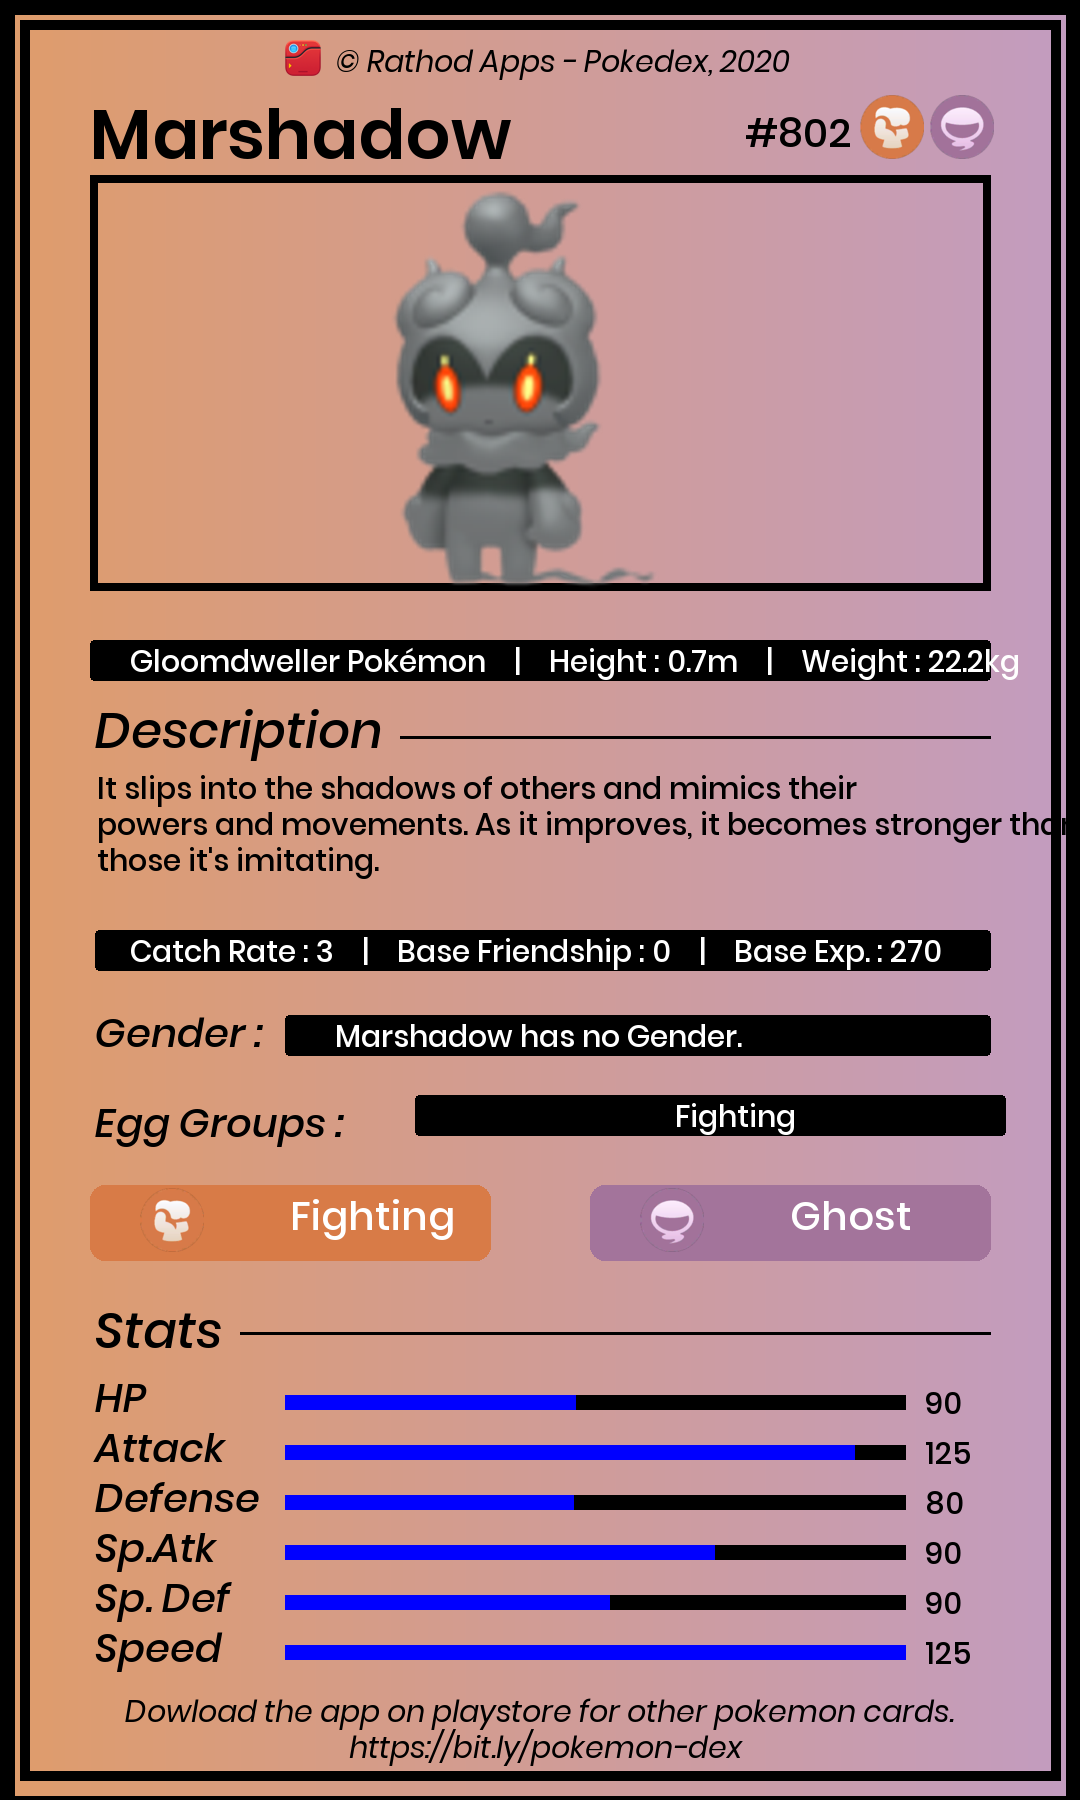 © Rathod Apps - Pokedex, 2020
Marshadow #802
Gloomdweller Pokémon | Height : 0.7m | Weight : 22.2kg
Description
It slips into the shadows of others and mimics their
powers and movements. As it improves, it becomes stronger than
those it's imitating.
Catch Rate : 3 | Base Friendship : 0 | Base Exp. : 270
Gender : Marshadow has no Gender.
Egg Groups : Fighting
Fighting Ghost
Stats
HP 90
Attack 125
Defense 80
Sp.Atk 90
Sp. Def 90
Speed 125
Dowload the app on playstore for other pokemon cards.
https://bit.ly/pokemon-dex